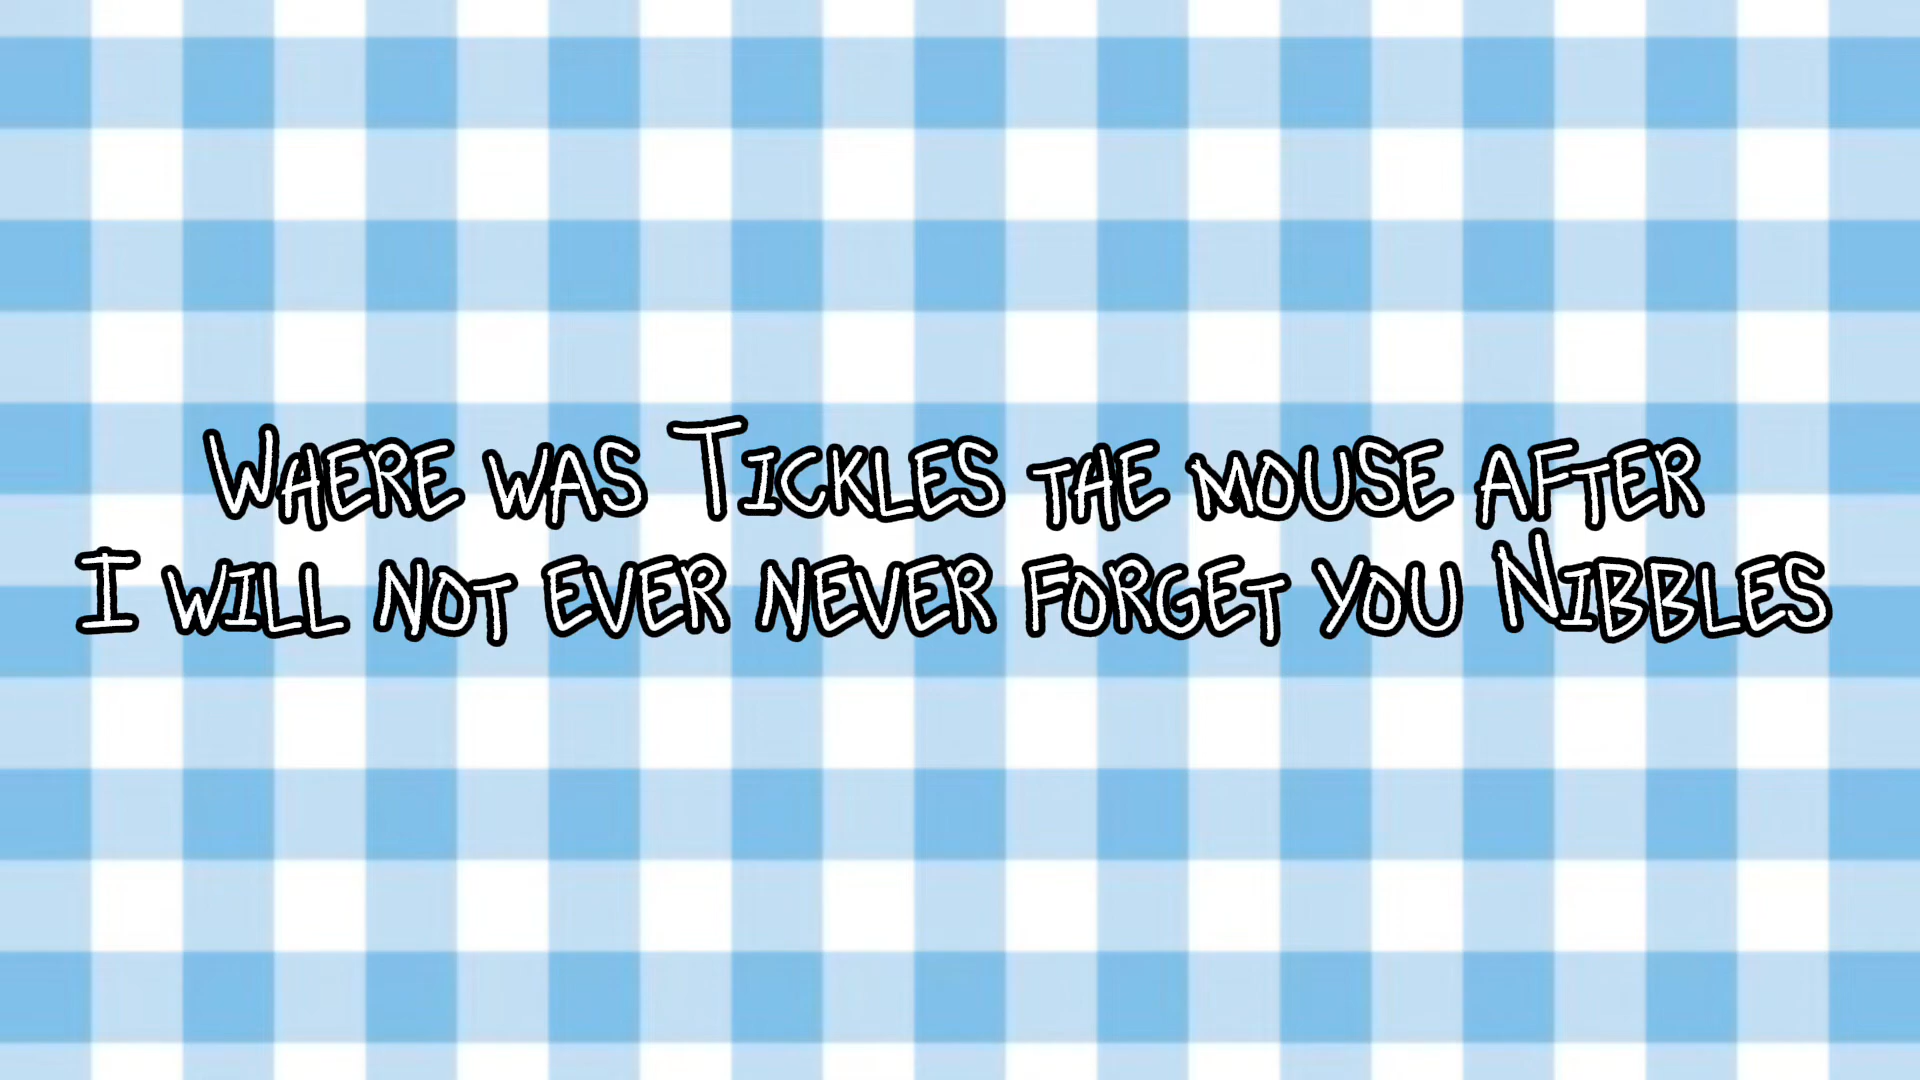 Where was Tickles the mouse after
I will not ever never forget you Nibbles